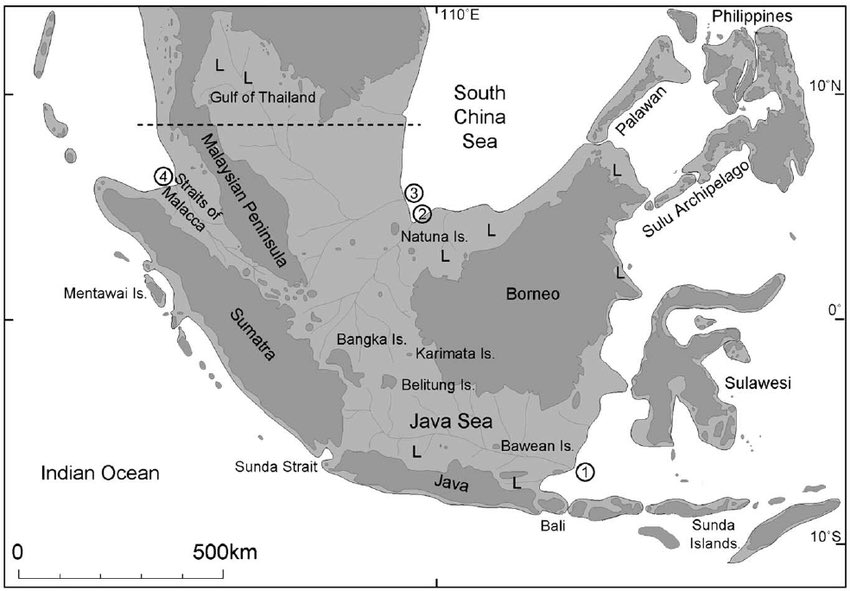 110˚E
Philippines
L
L
Gulf of Thailand
South
China
Sea
10˚N
Palawan
Malaysian Peninsula
4
Straits of
Malacca
3
2
L
Sulu Archipelago
Natuna Is.
L
L
L
Mentawai Is.
Borneo
0˚
Sumatra
Bangka Is.
Karimata Is.
Belitung Is.
Sulawesi
Java Sea
Bawean Is.
L
Sunda Strait
1
Indian Ocean
Java
L
Bali
Sunda
Islands.
10˚S
0
500km